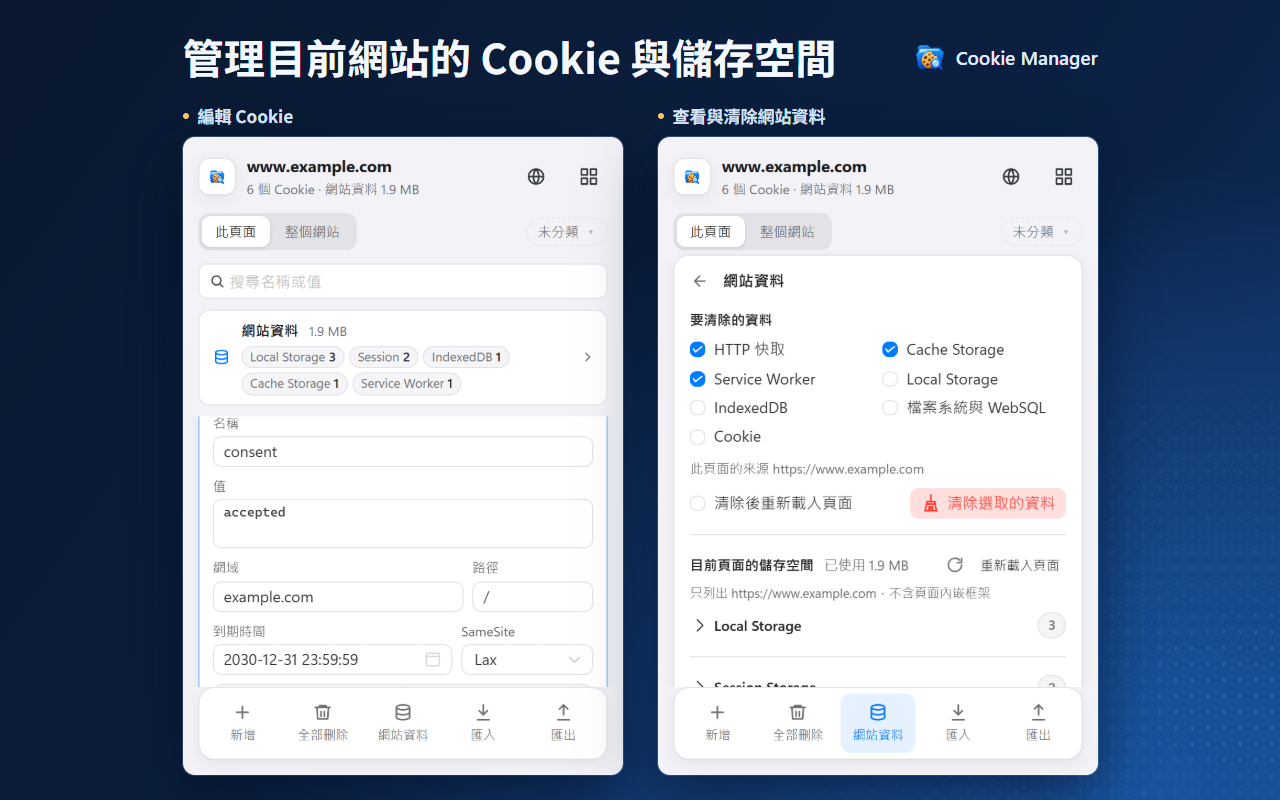 管理目前網站的 Cookie 與儲存空間
Cookie Manager
編輯 Cookie
www.example.com
6 個 Cookie · 網站資料 1.9 MB
此頁面
整個網站
未分類
搜尋名稱或值
網站資料 1.9 MB
Local Storage 3
Session 2
IndexedDB 1
Cache Storage 1
Service Worker 1
名稱
consent
值
accepted
網域
路徑
example.com
/
到期時間
SameSite
2030-12-31 23:59:59
Lax
新增
全部刪除
網站資料
匯入
匯出
查看與清除網站資料
www.example.com
6 個 Cookie · 網站資料 1.9 MB
此頁面
整個網站
未分類
網站資料
要清除的資料
HTTP 快取
Cache Storage
Service Worker
Local Storage
IndexedDB
檔案系統與 WebSQL
Cookie
此頁面的來源 https://www.example.com
清除後重新載入頁面
清除選取的資料
目前頁面的儲存空間 已使用 1.9 MB
重新載入頁面
只列出 https://www.example.com · 不含頁面內嵌框架
Local Storage
3
Session Storage
2
新增
全部刪除
網站資料
匯入
匯出